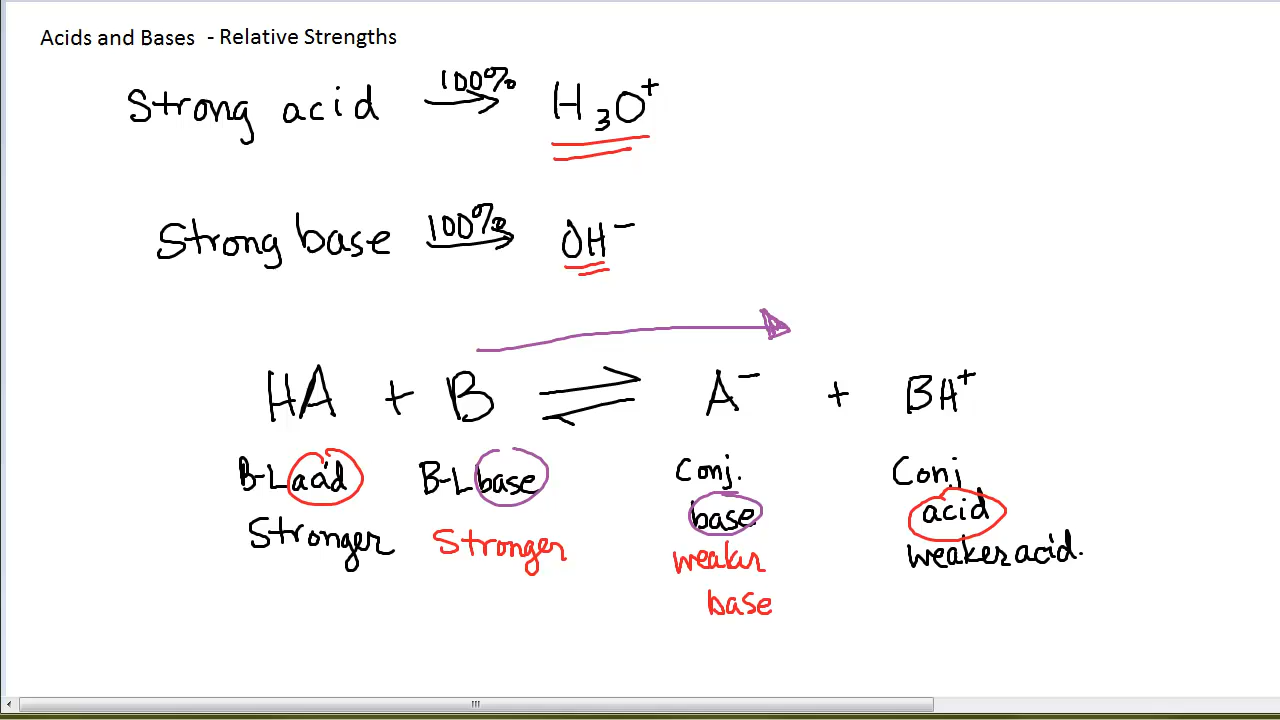 Acids and Bases - Relative Strengths
Strong acid 100% → H₃O⁺
Strong base 100% → OH⁻
HA + B ⇌ A⁻ + BH⁺
B-L acid B-L base Conj. Conj
base acid
Stronger Stronger weaker weaker acid.
base